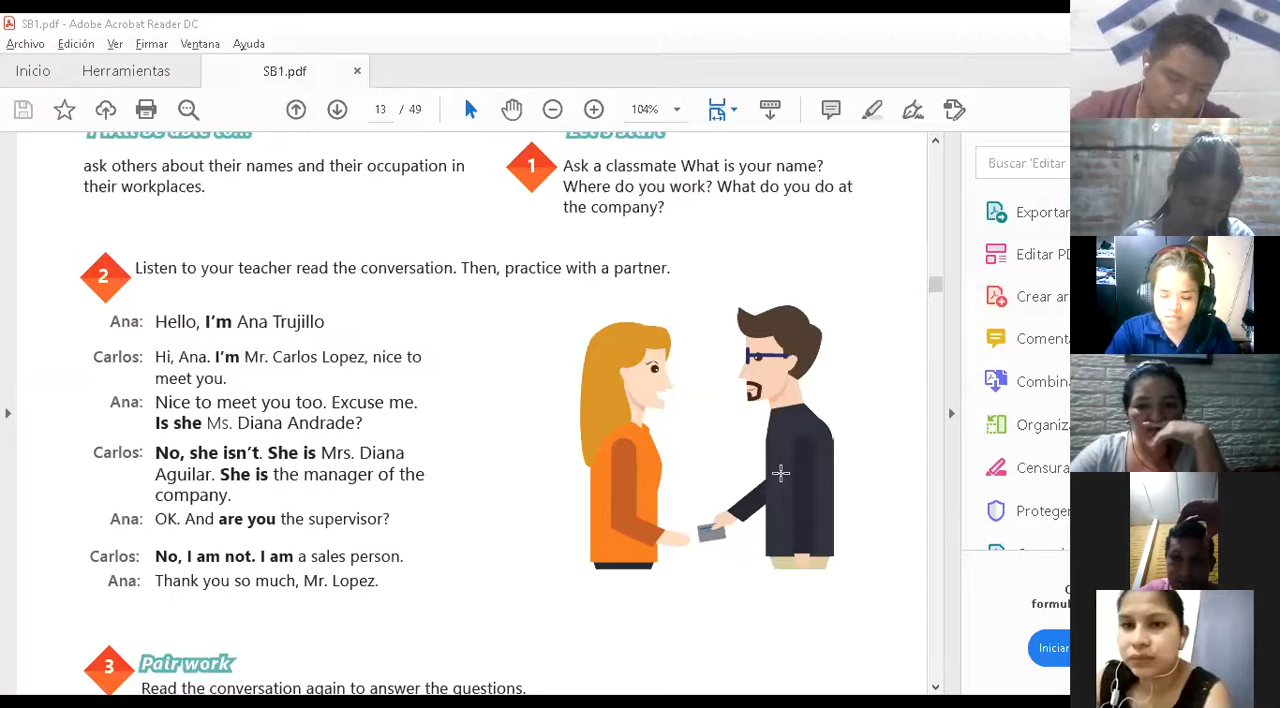 SB1.pdf - Adobe Acrobat Reader DC
Archivo Edición Ver Firmar Ventana Ayuda
Inicio Herramientas SB1.pdf ×
13 / 49 104%
ask others about their names and their occupation in
their workplaces.
Let's start
1 Ask a classmate What is your name?
Where do you work? What do you do at
the company?
2 Listen to your teacher read the conversation. Then, practice with a partner.
Ana: Hello, I'm Ana Trujillo
Carlos: Hi, Ana. I'm Mr. Carlos Lopez, nice to
meet you.
Ana: Nice to meet you too. Excuse me.
Is she Ms. Diana Andrade?
Carlos: No, she isn't. She is Mrs. Diana
Aguilar. She is the manager of the
company.
Ana: OK. And are you the supervisor?
Carlos: No, I am not. I am a sales person.
Ana: Thank you so much, Mr. Lopez.
3 Pair work
Read the conversation again to answer the questions.
Buscar 'Editar
Exportar
Editar PD
Crear ar
Coment
Combin
Organiza
Censura
Proteger
formul
Iniciar